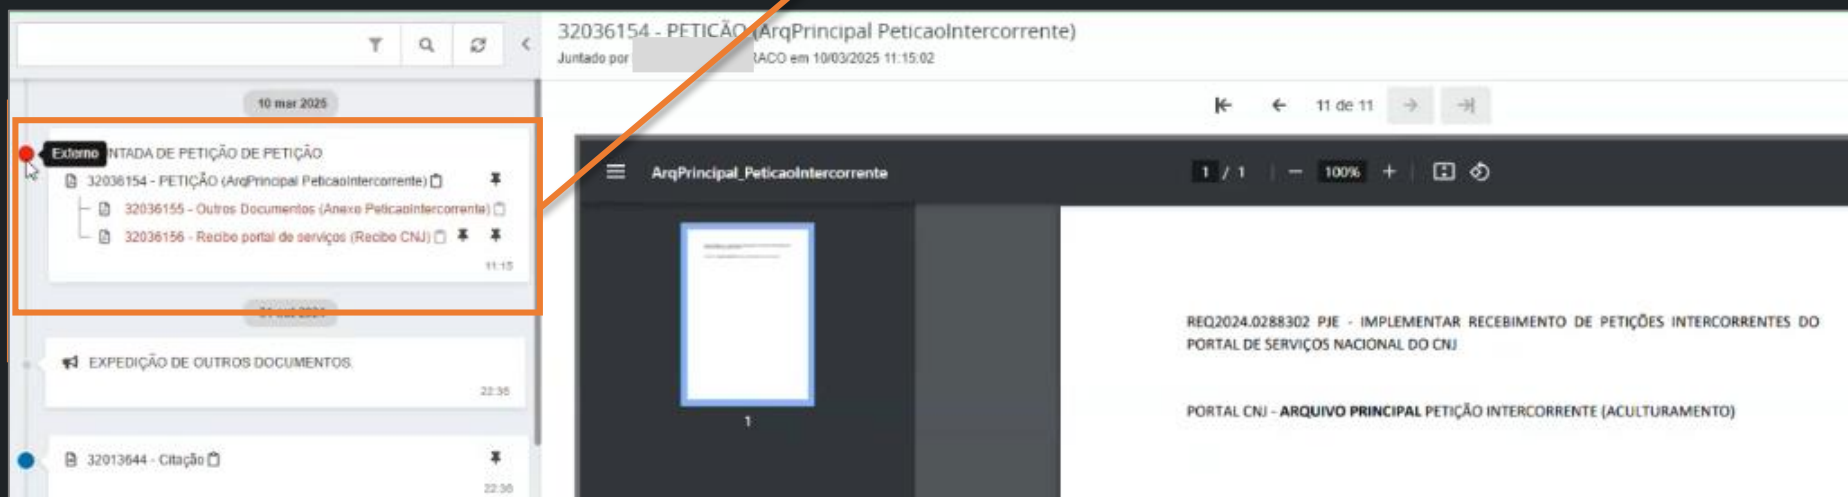 32036154 - PETIÇÃO (ArqPrincipal PeticaoIntercorrente)
Juntado por RACO em 10/03/2025 11:15:02
10 mar 2025
11 de 11
Externo NTADA DE PETIÇÃO DE PETIÇÃO
32036154 - PETIÇÃO (ArqPrincipal PeticaoIntercorrente)
32036155 - Outros Documentos (Anexo PeticaoIntercorrente)
32036156 - Recibo portal de serviços (Recibo CNJ)
11:15
EXPEDIÇÃO DE OUTROS DOCUMENTOS.
22:36
32013644 - Citação
22:36
ArqPrincipal_PeticaoIntercorrente
1 / 1
100%
1
REQ2024.0288302 PJE - IMPLEMENTAR RECEBIMENTO DE PETIÇÕES INTERCORRENTES DO
PORTAL DE SERVIÇOS NACIONAL DO CNJ
PORTAL CNJ - ARQUIVO PRINCIPAL PETIÇÃO INTERCORRENTE (ACULTURAMENTO)